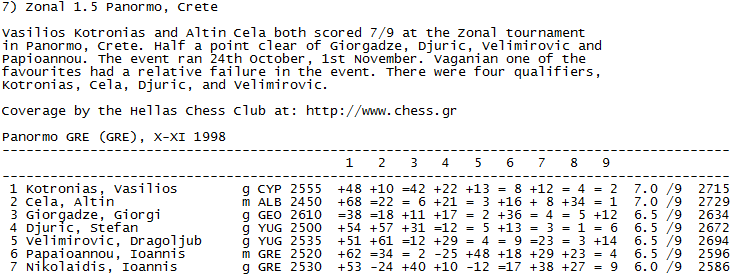 7) Zonal 1.5 Panormo, Crete
Vasilios Kotronias and Altin Cela both scored 7/9 at the Zonal tournament
in Panormo, Crete. Half a point clear of Giorgadze, Djuric, Velimirovic and
Papioannou. The event ran 24th October, 1st November. Vaganian one of the
favourites had a relative failure in the event. There were four qualifiers,
Kotronias, Cela, Djuric, and Velimirovic.
Coverage by the Hellas Chess Club at: http://www.chess.gr
Panormo GRE (GRE), X-XI 1998
-------------------------------------------------------------------------------------------
1 2 3 4 5 6 7 8 9
-------------------------------------------------------------------------------------------
1 Kotronias, Vasilios g CYP 2555 +48 +10 =42 +22 +13 = 8 +12 = 4 = 2 7.0 /9 2715
2 Cela, Altin m ALB 2450 +68 =22 = 6 +21 = 3 +16 + 8 +34 = 1 7.0 /9 2729
3 Giorgadze, Giorgi g GEO 2610 =38 =18 +11 +17 = 2 +36 = 4 = 5 +12 6.5 /9 2634
4 Djuric, Stefan g YUG 2500 +54 +57 +31 =12 = 5 +13 = 3 = 1 = 6 6.5 /9 2672
5 Velimirovic, Dragoljub g YUG 2535 +51 +61 =12 +29 = 4 = 9 =23 = 3 +14 6.5 /9 2694
6 Papaioannou, Ioannis m GRE 2520 +62 =34 = 2 -25 +48 +18 +29 +23 = 4 6.5 /9 2596
7 Nikolaidis, Ioannis g GRE 2530 +53 -24 +40 +10 -12 =17 +38 +27 = 9 6.0 /9 2586